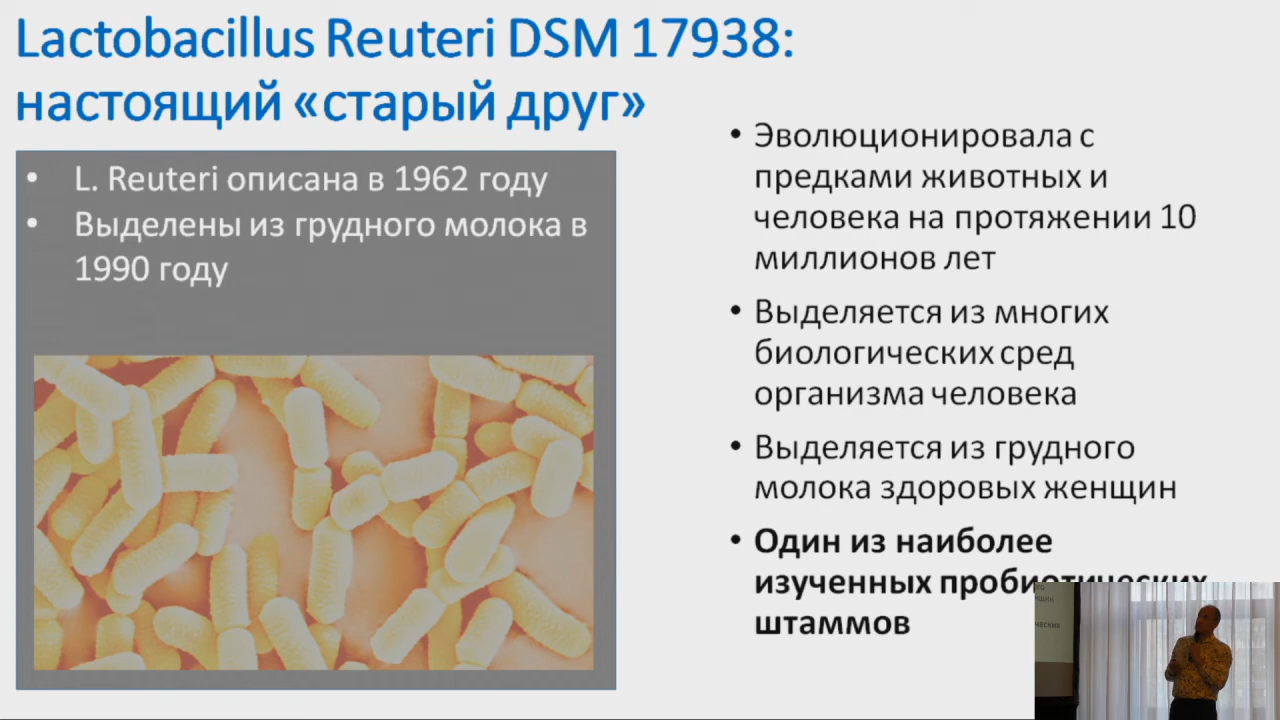 Lactobacillus Reuteri DSM 17938:
настоящий «старый друг»
• L. Reuteri описана в 1962 году
• Выделены из грудного молока в
1990 году
• Эволюционировала с
предками животных и
человека на протяжении 10
миллионов лет
• Выделяется из многих
биологических сред
организма человека
• Выделяется из грудного
молока здоровых женщин
• Один из наиболее
изученных пробиотических
штаммов
ческих